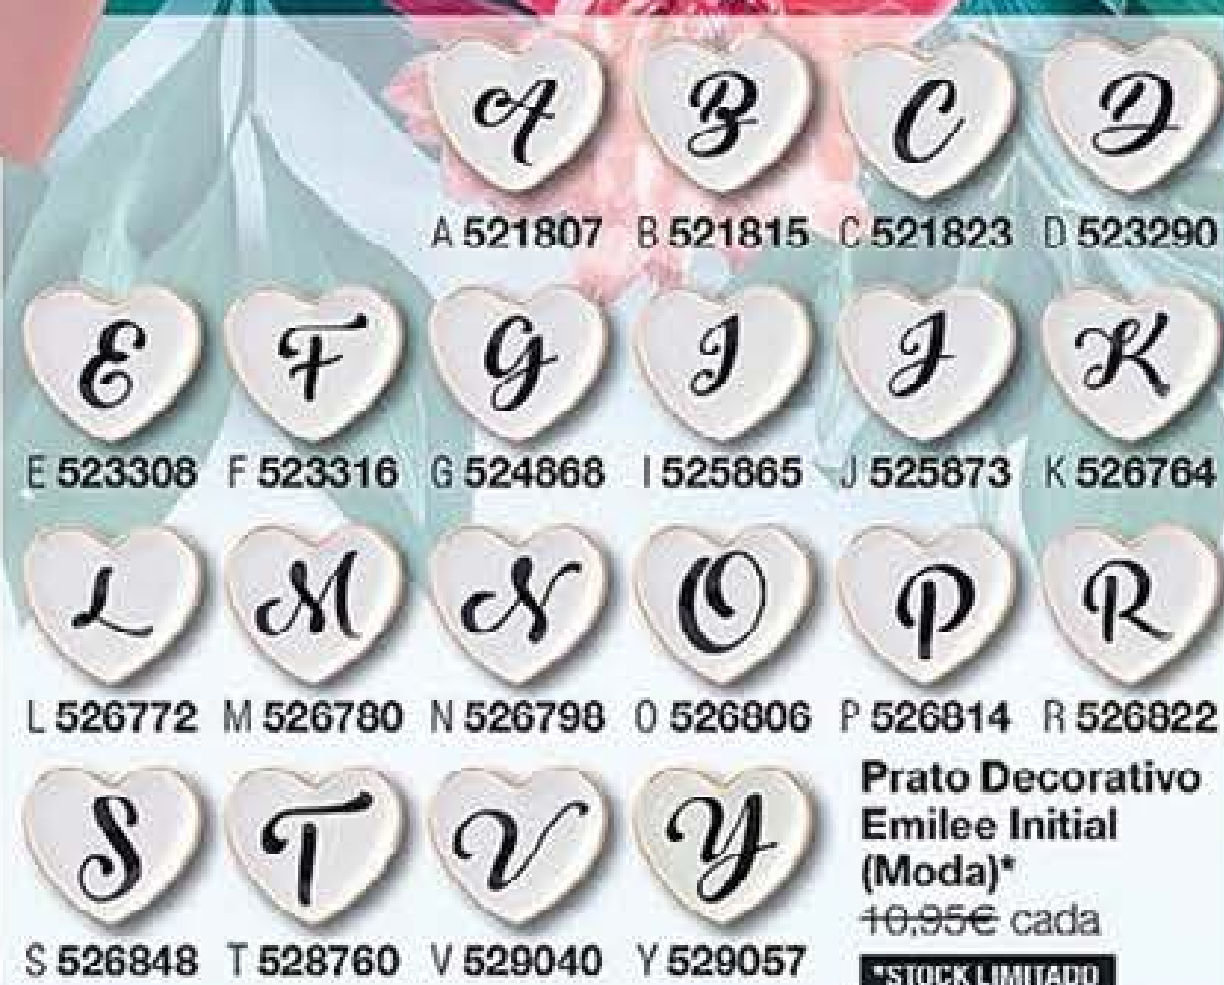 A B C D
A 521807 B 521815 C 521823 D 523290
E F G I J K
E 523308 F 523316 G 524868 I 525865 J 525873 K 526764
L M N O P R
L 526772 M 526780 N 526798 O 526806 P 526814 R 526822
S T V Y
S 526848 T 528760 V 529040 Y 529057
Prato Decorativo
Emilee Initial
(Moda)*
10,95€ cada
*STOCK LIMITADO